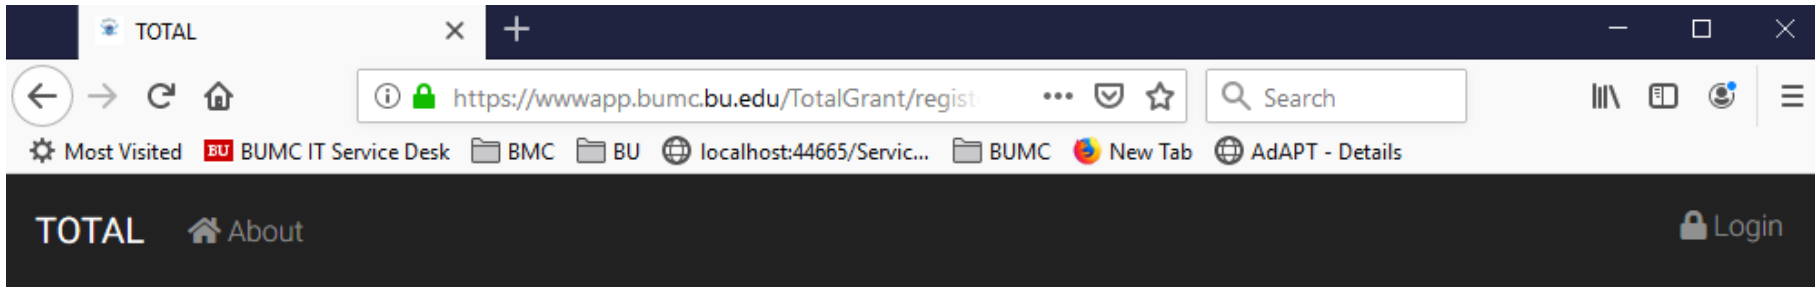 TOTAL
https://wwwapp.bumc.bu.edu/TotalGrant/regist
Search
Most Visited BU BUMC IT Service Desk BMC BU localhost:44665/Servic... BUMC New Tab AdAPT - Details
TOTAL About Login